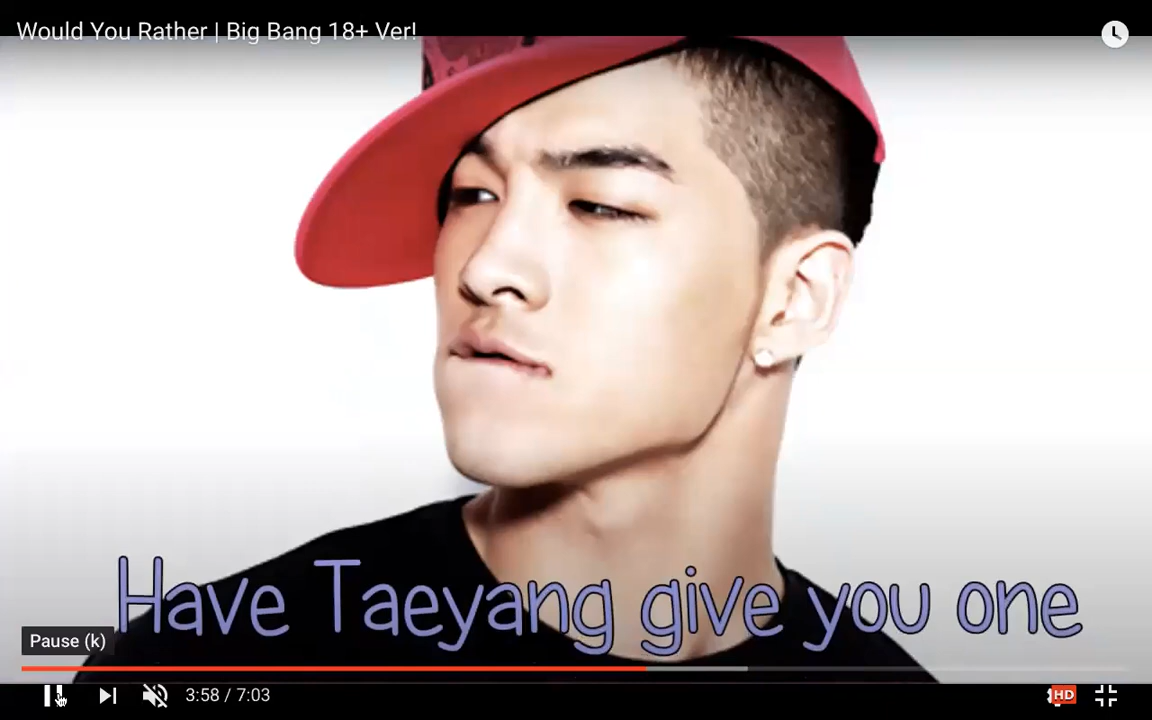 Would You Rather | Big Bang 18+ Ver!
Have Taeyang give you one
Pause (k)
3:58 / 7:03
HD